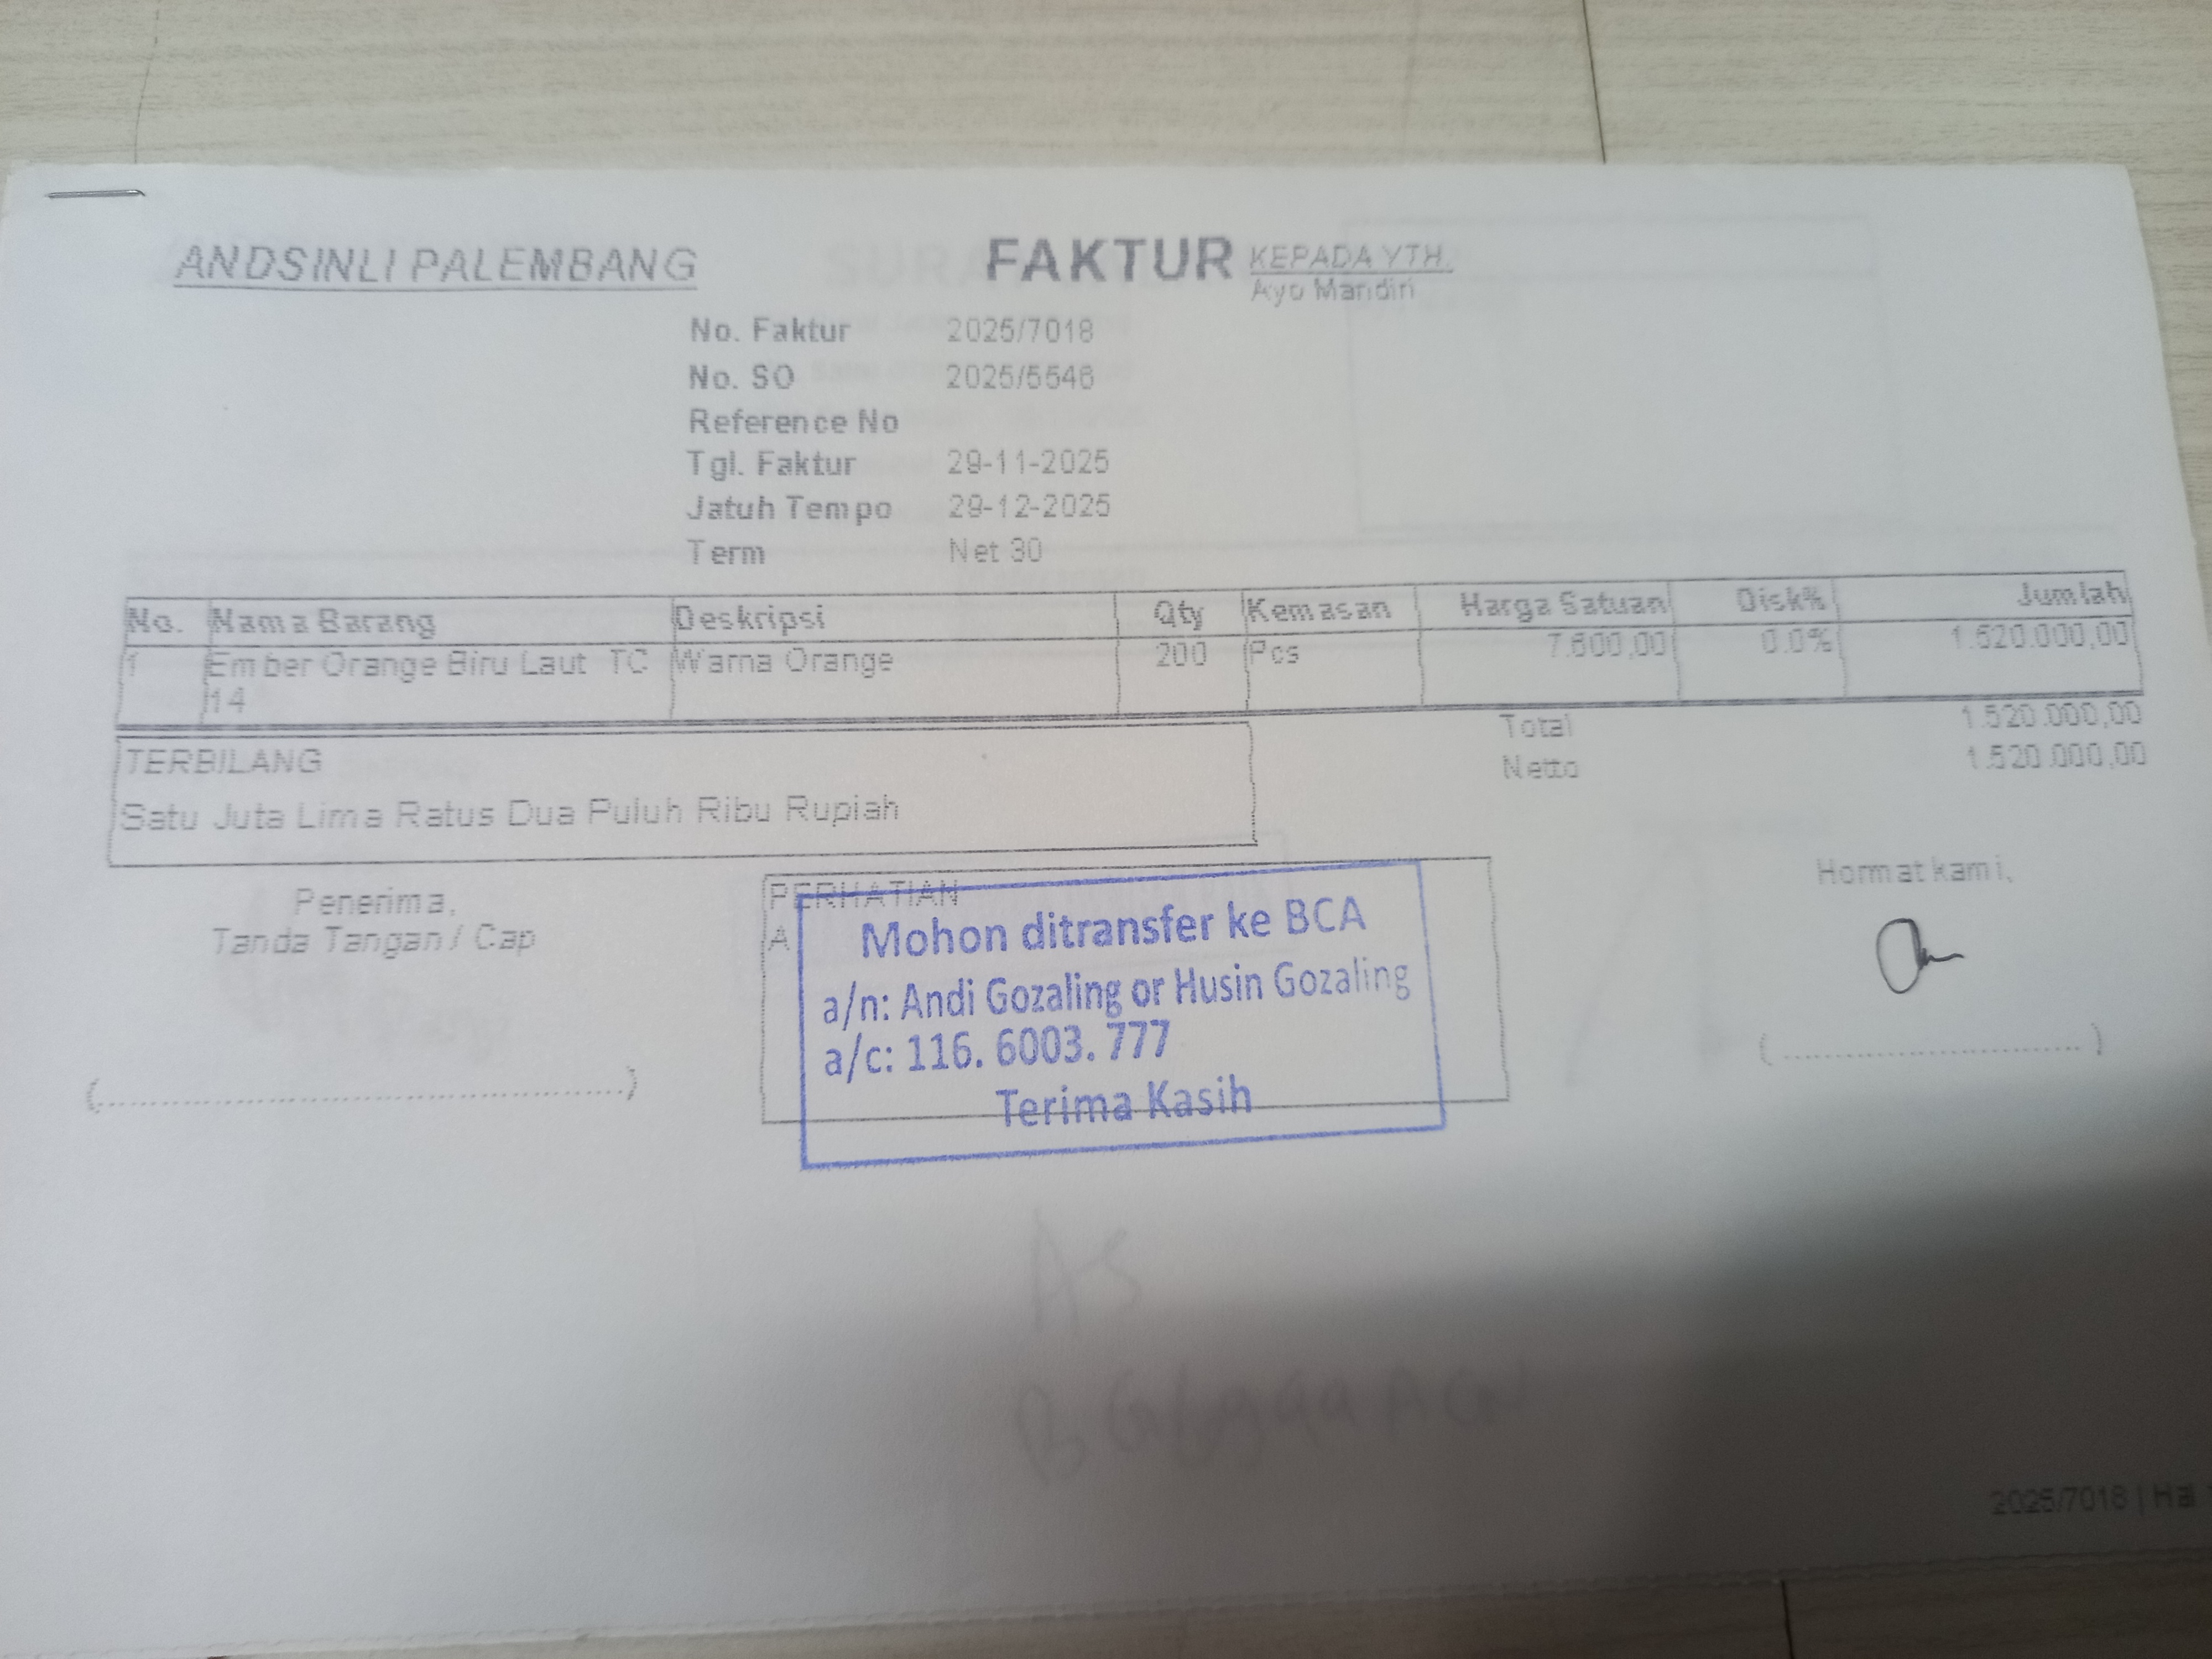 ANDSINLI PALEMBANG
FAKTUR
KEPADA YTH.
Ayo Mandiri
No. Faktur 2025/7018
No. SO 2025/5546
Reference No
Tgl. Faktur 29-11-2025
Jatuh Tempo 29-12-2025
Term Net 30
No. Nama Barang Deskripsi Qty Kemasan Harga Satuan Disk% Jumlah
1 Ember Orange Biru Laut TC Warna Orange 200 Pcs 7.600,00 0.0% 1.520.000,00
14
Total 1.520.000,00
Netto 1.520.000,00
TERBILANG
Satu Juta Lima Ratus Dua Puluh Ribu Rupiah
Penerima,
Tanda Tangan / Cap
(..................................................)
PERHATIAN
A
Mohon ditransfer ke BCA
a/n: Andi Gozaling or Husin Gozaling
a/c: 116. 6003. 777
Terima Kasih
Hormat kami,
(................................)
2025/7018 | Hal